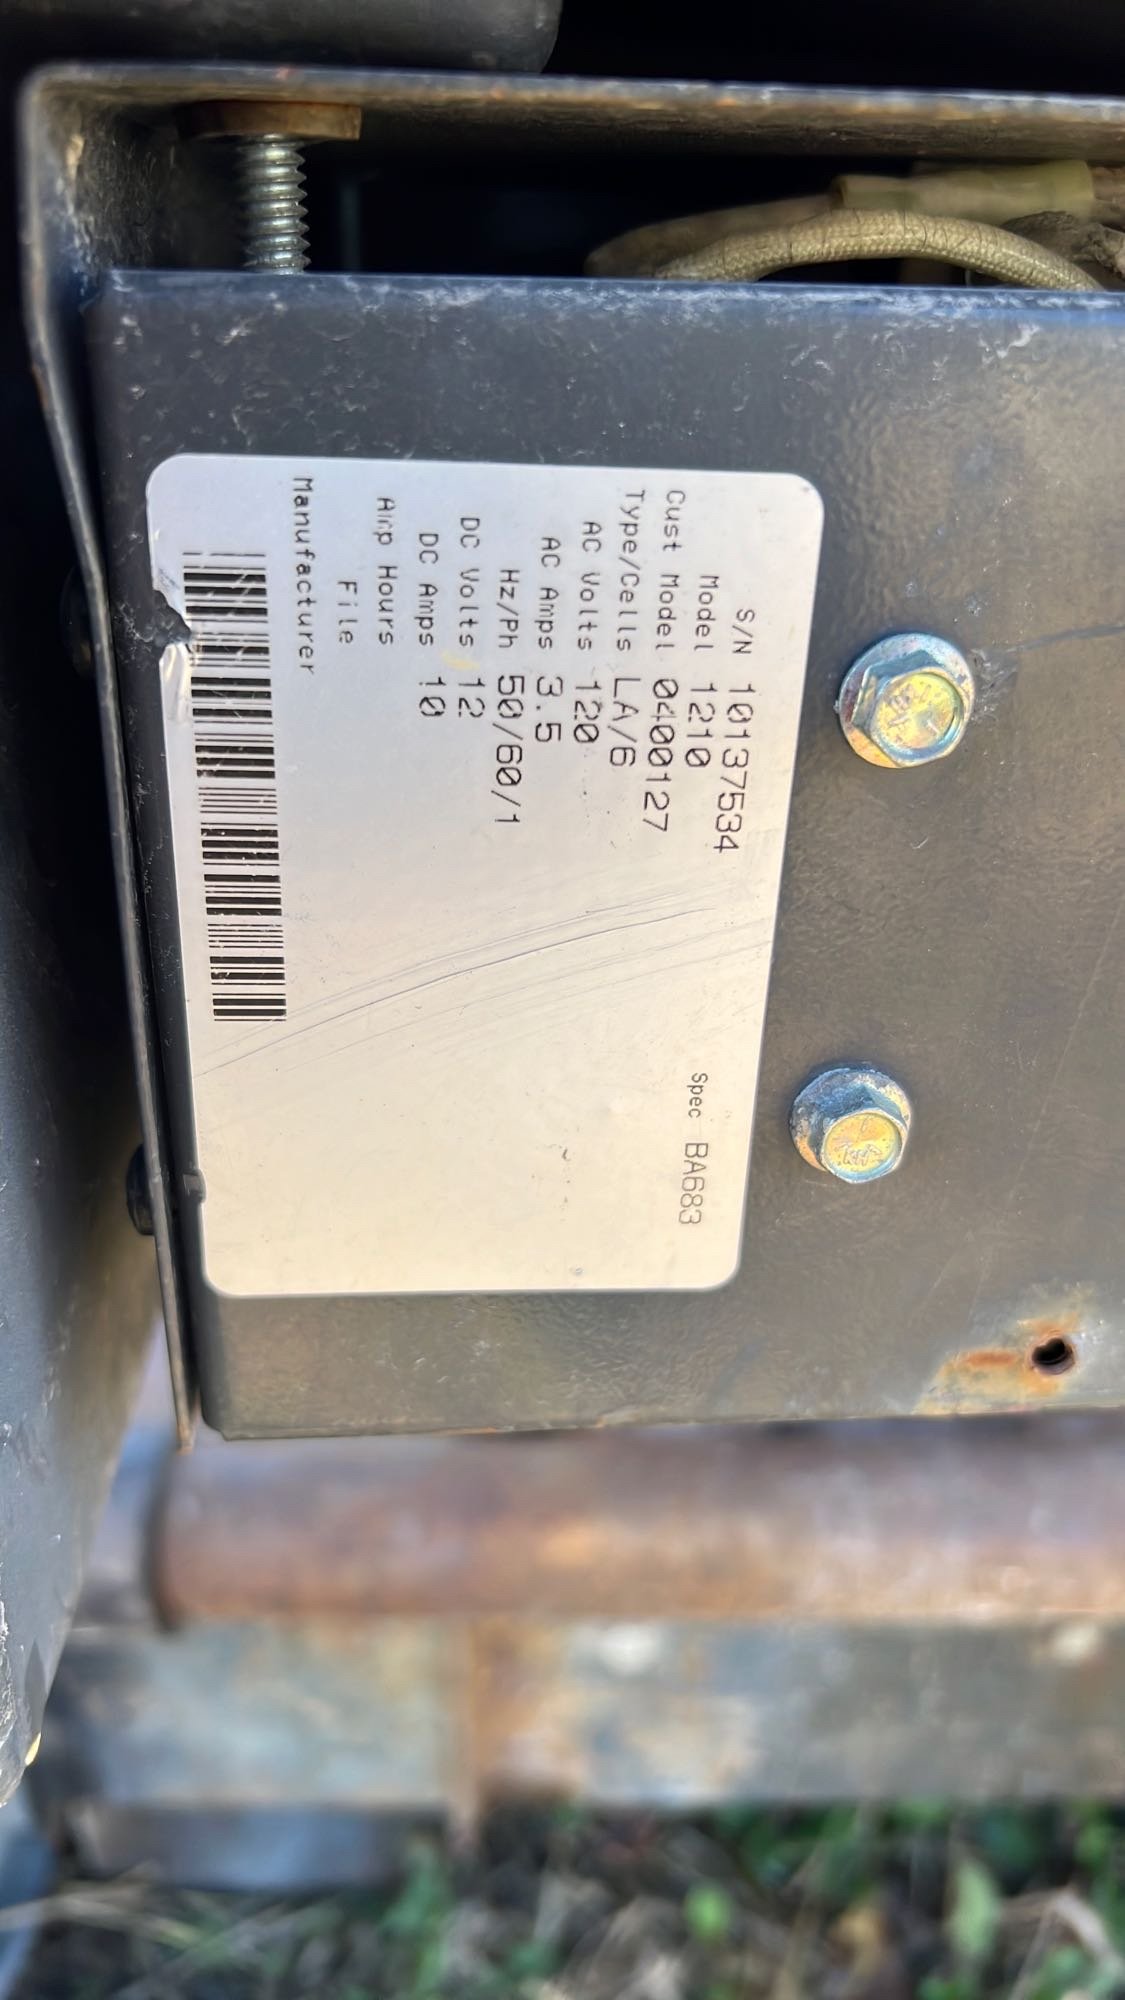 S/N 10137534
Model 1210 Spec BA683
Cust Model 0400127
Type/Cells LA/6
AC Volts 120
AC Amps 3.5
Hz/Ph 50/60/1
DC Volts 12
DC Amps 10
Amp Hours
File
Manufacturer